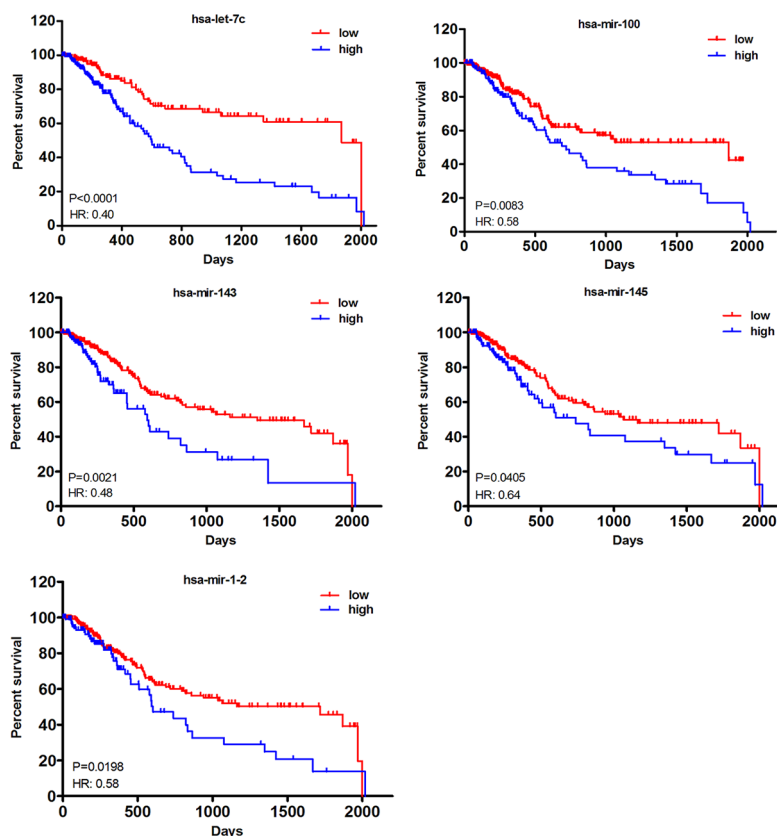 hsa-let-7c
120
100
80
60
40
20
0
Percent survival
low
high
P<0.0001
HR: 0.40
0 400 800 1200 1600 2000
Days
hsa-mir-100
120
100
80
60
40
20
0
Percent survival
low
high
P=0.0083
HR: 0.58
0 500 1000 1500 2000
Days
hsa-mir-143
120
100
80
60
40
20
0
Percent survival
low
high
P=0.0021
HR: 0.48
0 500 1000 1500 2000
Days
hsa-mir-145
120
100
80
60
40
20
0
Percent survival
low
high
P=0.0405
HR: 0.64
0 500 1000 1500 2000
Days
hsa-mir-1-2
120
100
80
60
40
20
0
Percent survival
low
high
P=0.0198
HR: 0.58
0 500 1000 1500 2000
Days